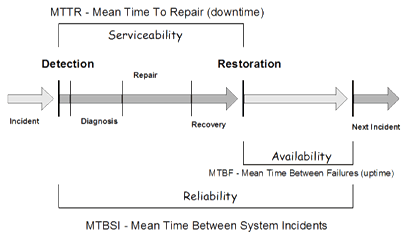 MTTR - Mean Time To Repair (downtime)
Serviceability
Detection
Restoration
Repair
Incident
Diagnosis
Recovery
Next Incident
Availability
MTBF - Mean Time Between Failures (uptime)
Reliability
MTBSI - Mean Time Between System Incidents